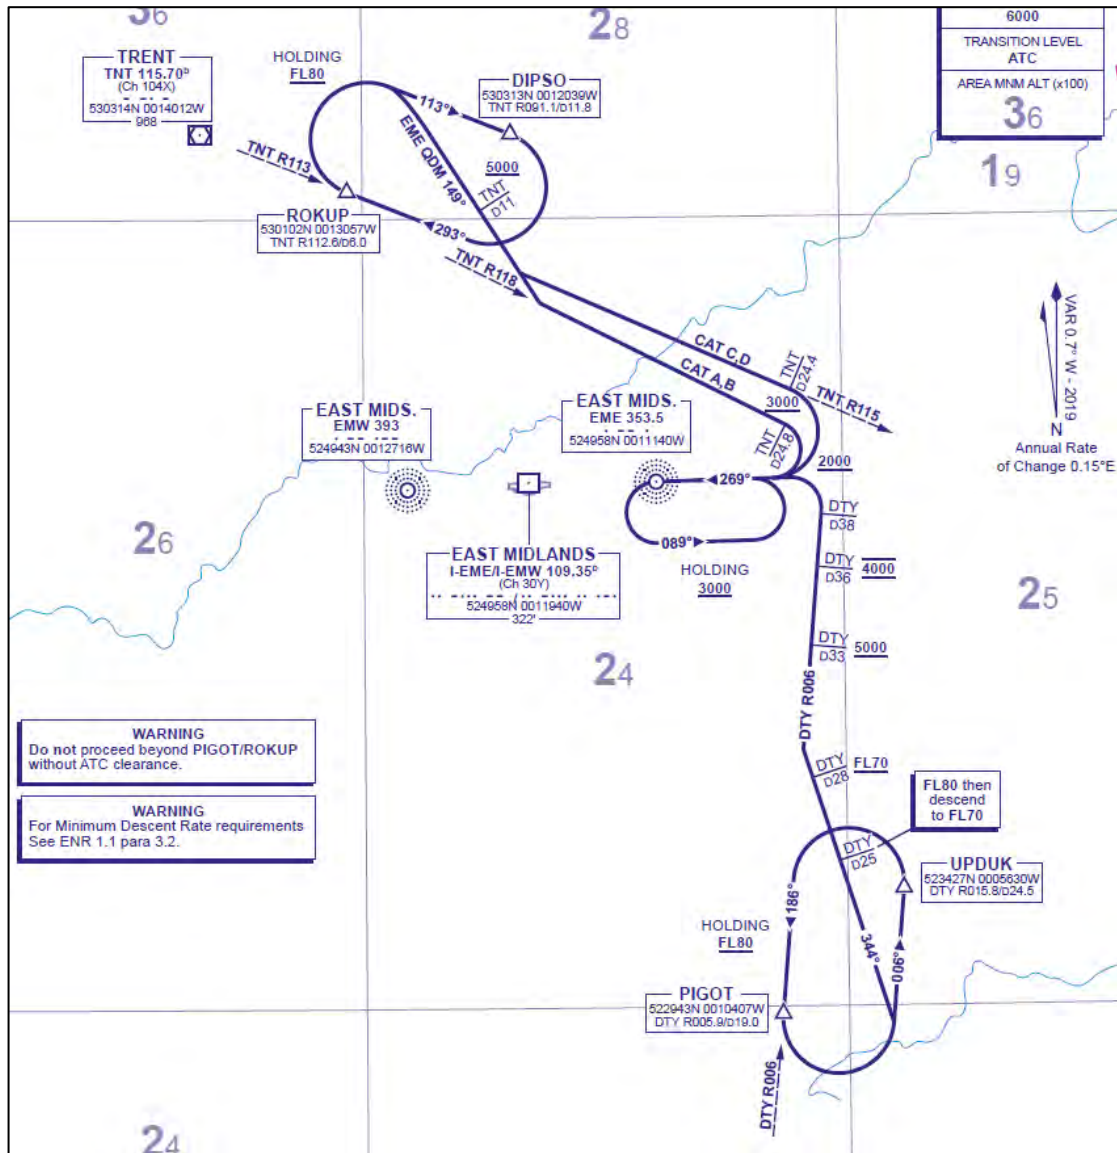 36
28
6000
TRANSITION LEVEL
ATC
AREA MNM ALT (x100)
36
19
TRENT
TNT 115.70ᴰ
(Ch 104X)
530314N 0014012W
968
HOLDING
FL80
DIPSO
530313N 0012039W
TNT R091.1/D11.8
113°
EME QDM 149°
5000
TNT
D11
TNT R113
ROKUP
530102N 0013057W
TNT R112.6/D6.0
293°
TNT R118
CAT C,D
CAT A,B
TNT
D24.4
TNT R115
3000
TNT
D24.8
2000
VAR 0.7° W - 2019
N
Annual Rate
of Change 0.15°E
EAST MIDS.
EMW 393
524943N 0012716W
EAST MIDS.
EME 353.5
524958N 0011140W
269°
089°
HOLDING
3000
EAST MIDLANDS
I-EME/I-EMW 109.35ᴰ
(Ch 30Y)
524958N 0011940W
322'
26
25
24
DTY
D38
DTY
D36
4000
DTY
D33
5000
DTY R006
DTY
D28
FL70
FL80 then
descend
to FL70
DTY
D25
UPDUK
523427N 0005630W
DTY R015.8/D24.5
WARNING
Do not proceed beyond PIGOT/ROKUP
without ATC clearance.
WARNING
For Minimum Descent Rate requirements
See ENR 1.1 para 3.2.
186°
HOLDING
FL80
344°
006°
PIGOT
522943N 0010407W
DTY R005.9/D19.0
DTY R006
24